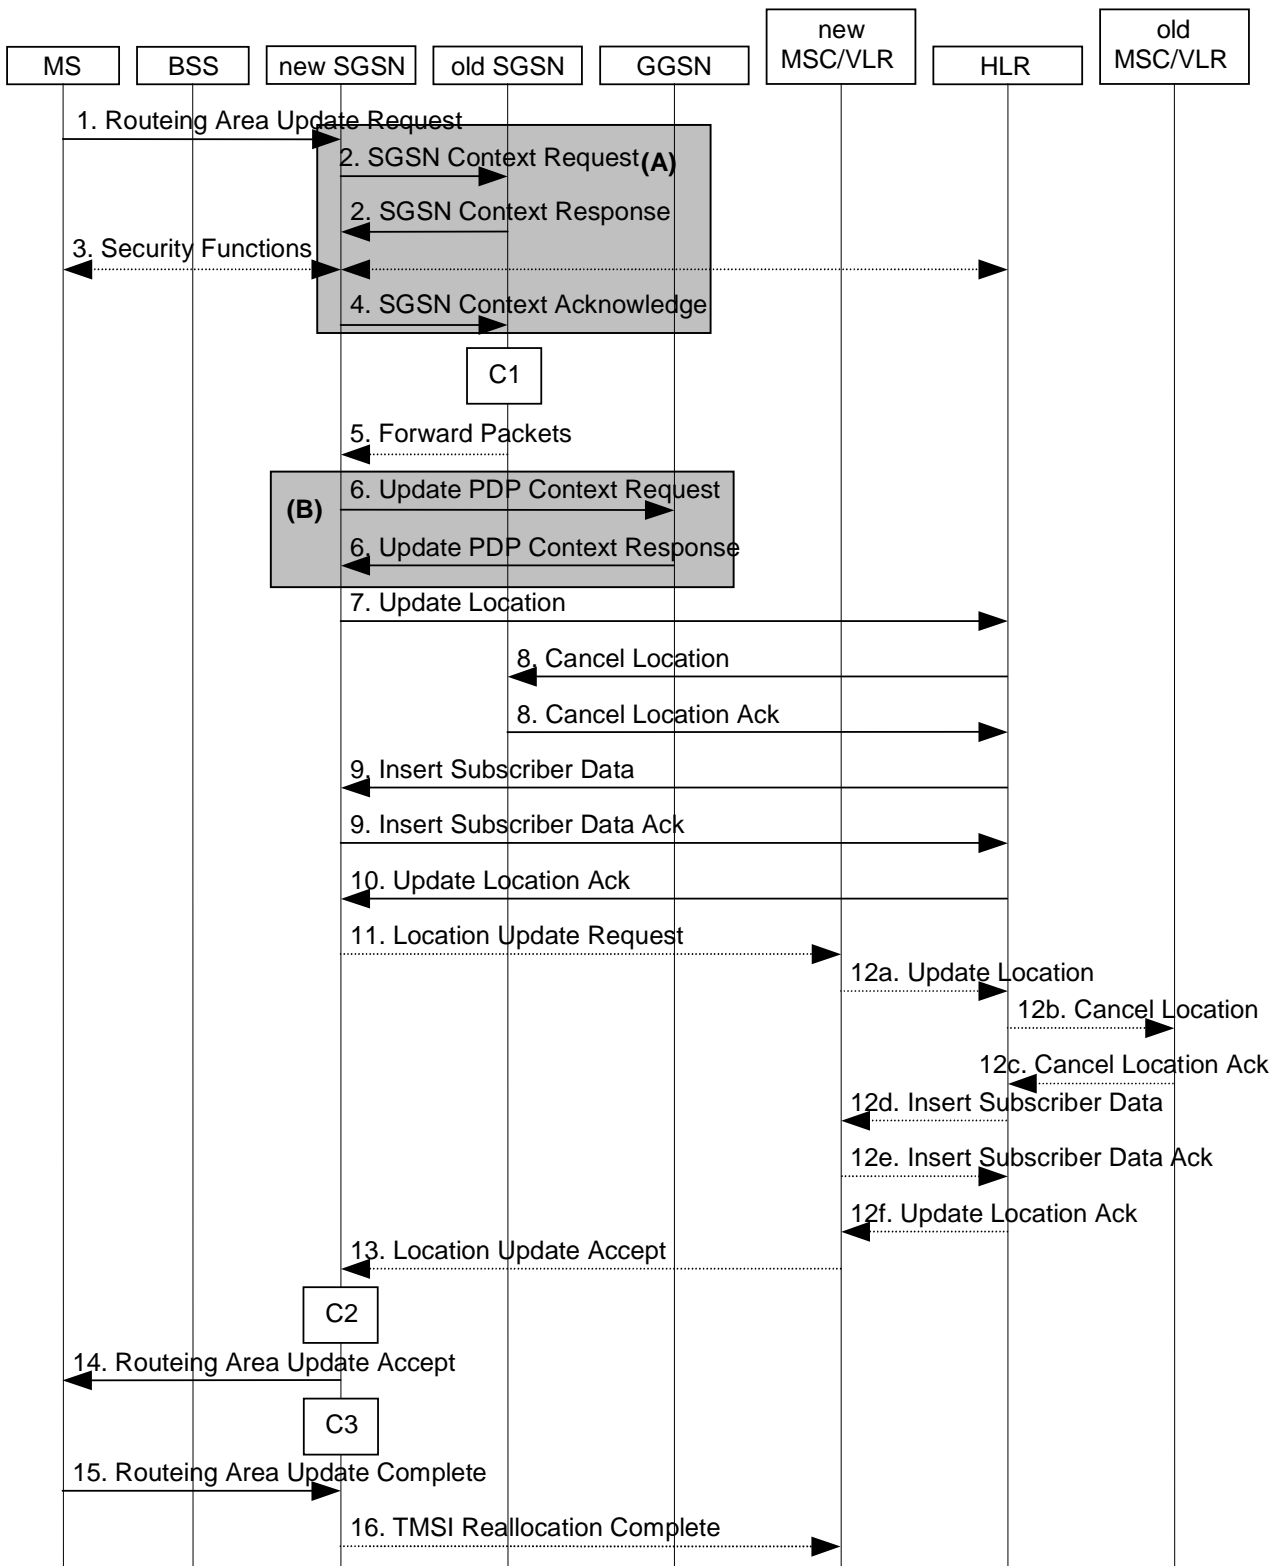 new
old
MSC/VLR
MSC/VLR
MS
BSS
new SGSN
old SGSN
GGSN
HLR
1. Routeing Area Update Request
2. SGSN Context Request
(A)
2. SGSN Context Response
3. Security Functions
4. SGSN Context Acknowledge
C1
5. Forward Packets
6. Update PDP Context Request
(B)
6. Update PDP Context Response
7. Update Location
8. Cancel Location
8. Cancel Location Ack
9. Insert Subscriber Data
9. Insert Subscriber Data Ack
10. Update Location Ack
11. Location Update Request
12a. Update Location
12b. Cancel Location
12c. Cancel Location Ack
12d. Insert Subscriber Data
12e. Insert Subscriber Data Ack
12f. Update Location Ack
13. Location Update Accept
C2
14. Routeing Area Update Accept
C3
15. Routeing Area Update Complete
16. TMSI Reallocation Complete